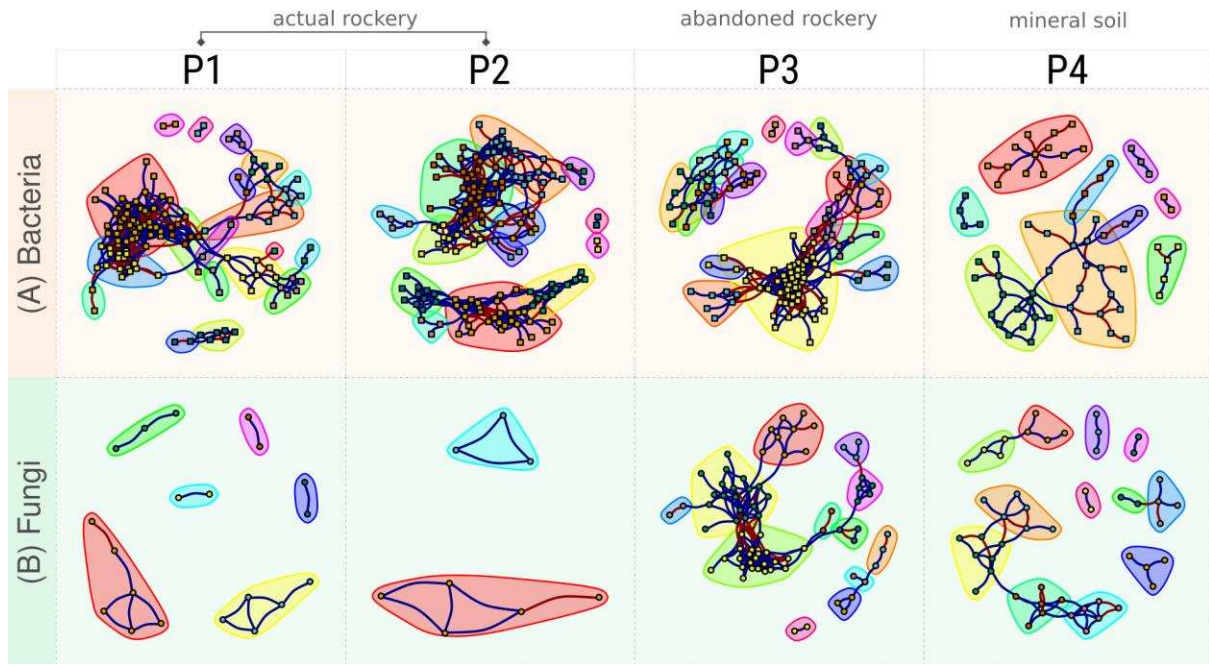 actual rockery
abandoned rockery
mineral soil
P1
P2
P3
P4
(A) Bacteria
(B) Fungi